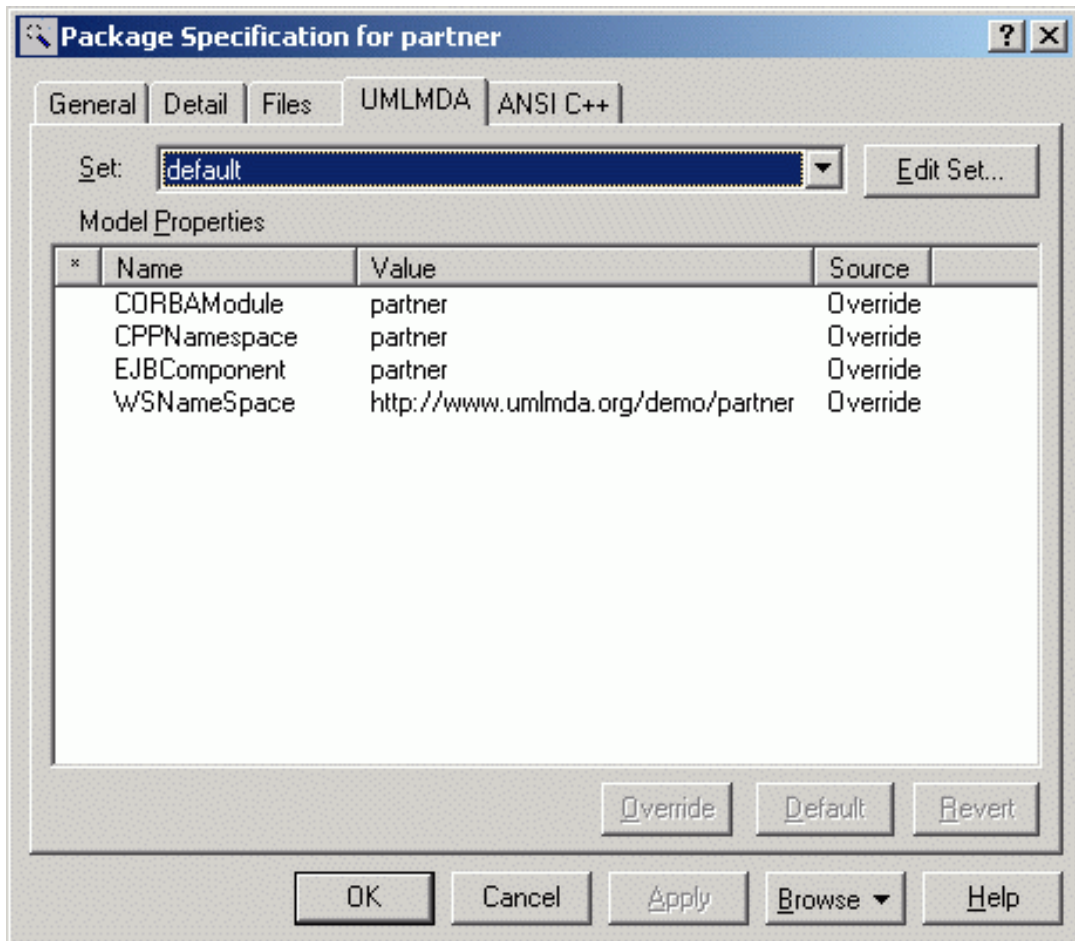 Package Specification for partner
General Detail Files UMLMDA ANSI C++
Set: default Edit Set...
Model Properties
* Name Value Source
CORBAModule partner Override
CPPNamespace partner Override
EJBComponent partner Override
WSNameSpace http://www.umlmda.org/demo/partner Override
Override Default Revert
OK Cancel Apply Browse Help